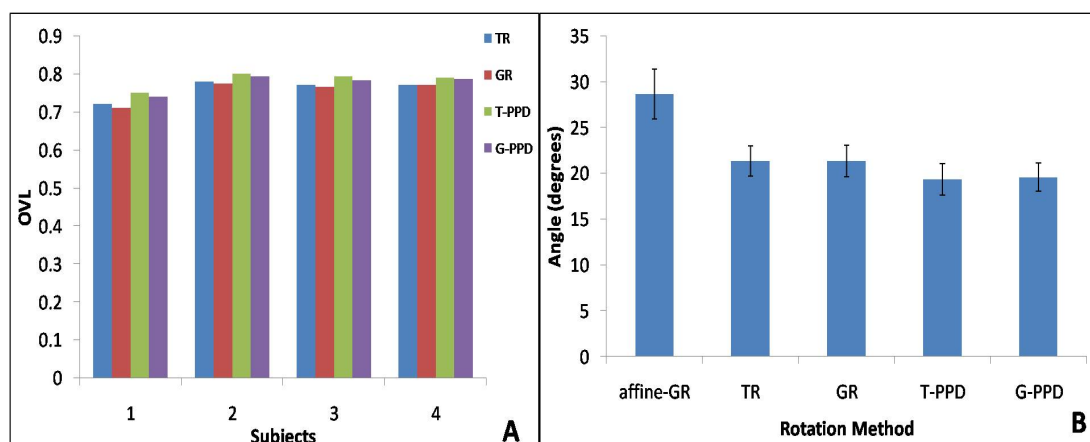 0.9
0.8
0.7
0.6
0.5
0.4
0.3
0.2
0.1
0
OVL
1 2 3 4
Subjects
TR
GR
T-PPD
G-PPD
A
35
30
25
20
15
10
5
0
Angle (degrees)
affine-GR TR GR T-PPD G-PPD
Rotation Method
B